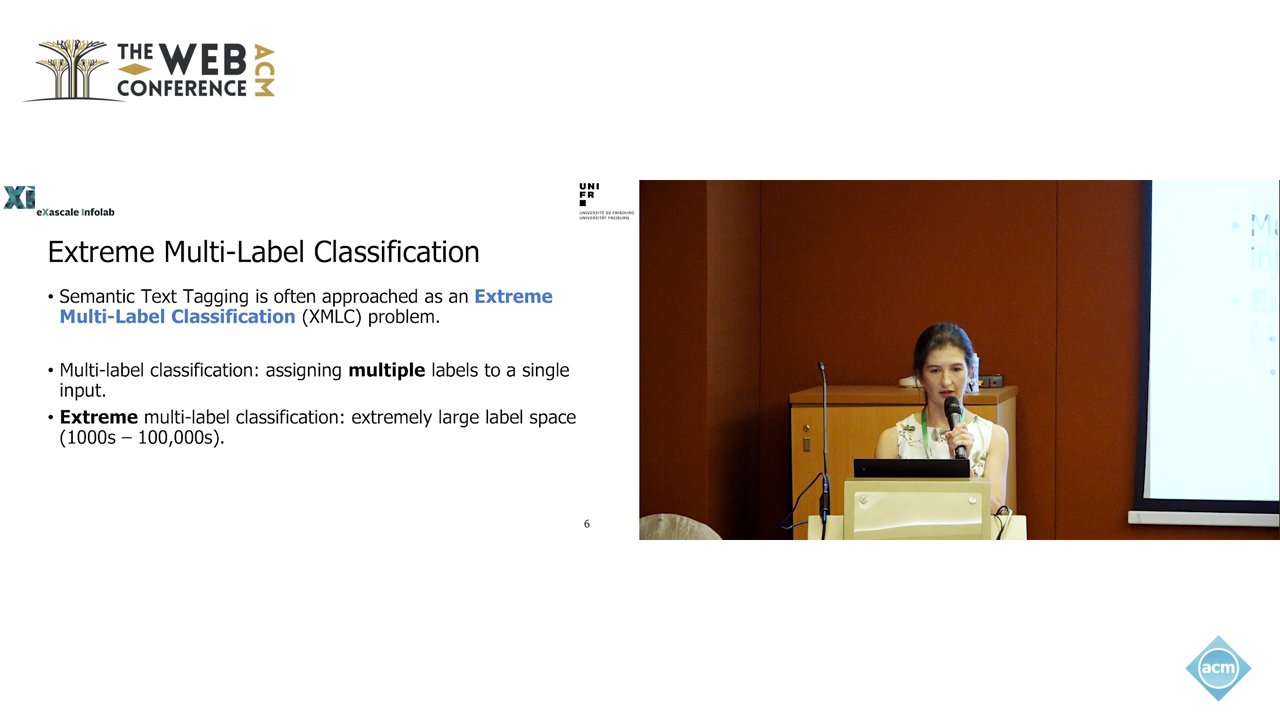 THE WEB
CONFERENCE
ACM
Xi
eXascale Infolab
UNI
FR
UNIVERSITÉ DE FRIBOURG
UNIVERSITÄT FREIBURG
Extreme Multi-Label Classification
• Semantic Text Tagging is often approached as an Extreme
Multi-Label Classification (XMLC) problem.
• Multi-label classification: assigning multiple labels to a single
input.
• Extreme multi-label classification: extremely large label space
(1000s – 100,000s).
6
acm